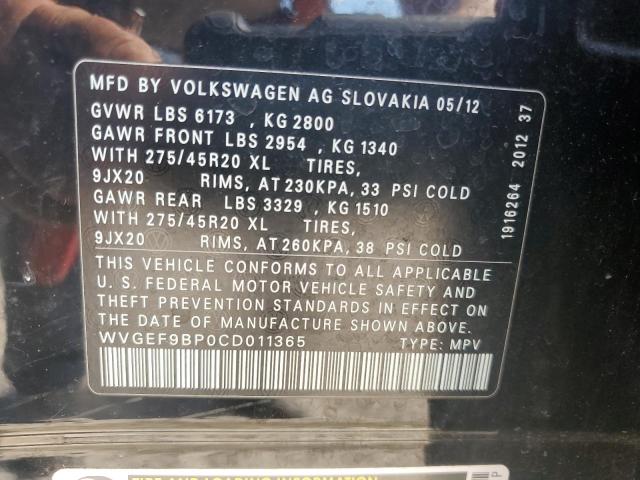 MFD BY VOLKSWAGEN AG SLOVAKIA 05/12
GVWR LBS 6173 , KG 2800
GAWR FRONT LBS 2954 , KG 1340
WITH 275/45R20 XL TIRES,
9JX20 RIMS, AT 230KPA, 33 PSI COLD
GAWR REAR LBS 3329 , KG 1510
WITH 275/45R20 XL TIRES,
9JX20 RIMS, AT 260KPA, 38 PSI COLD
THIS VEHICLE CONFORMS TO ALL APPLICABLE
U. S. FEDERAL MOTOR VEHICLE SAFETY AND
THEFT PREVENTION STANDARDS IN EFFECT ON
THE DATE OF MANUFACTURE SHOWN ABOVE.
WVGEF9BP0CD011365 TYPE: MPV
1916264 2012 37
TIRE AND LOADING INFORMATION
P